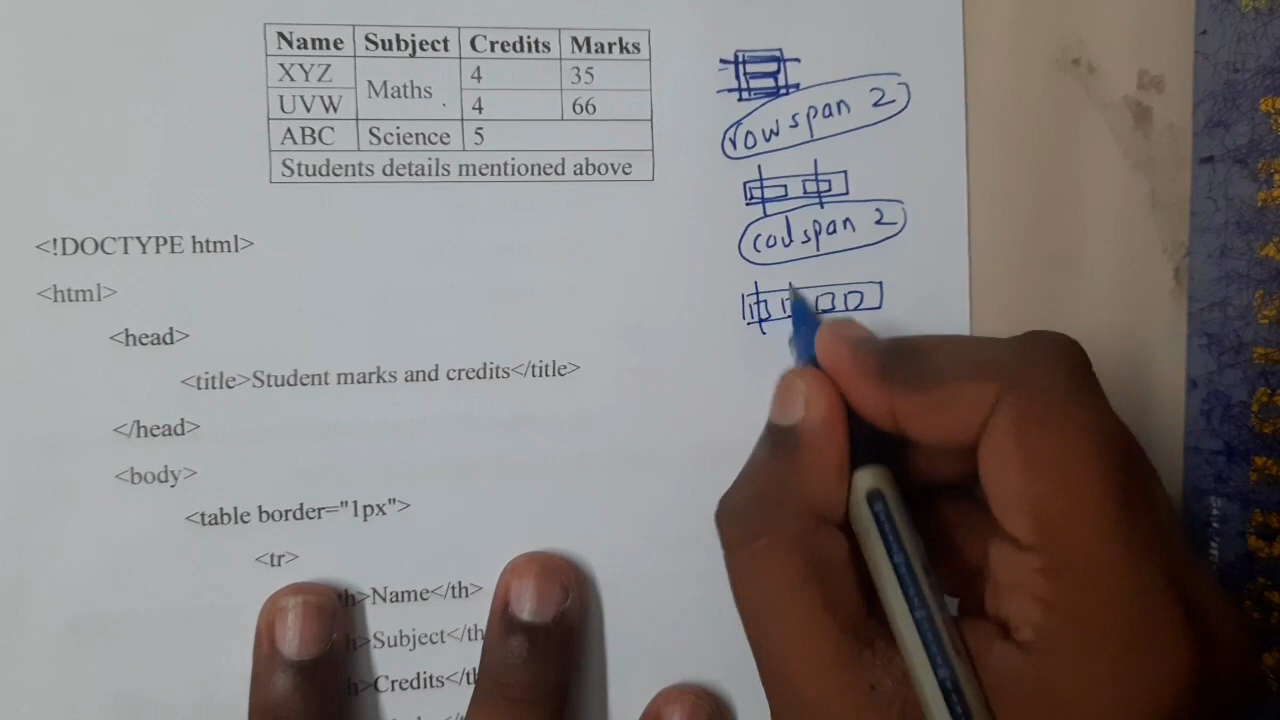 Name Subject Credits Marks
XYZ Maths 4 35
UVW 4 66
ABC Science 5
Students details mentioned above
rowspan 2
colspan 2
<!DOCTYPE html>
<html>
<head>
<title>Student marks and credits</title>
</head>
<body>
<table border="1px">
<tr>
h>Name</th>
h>Subject</th
h>Credits</th